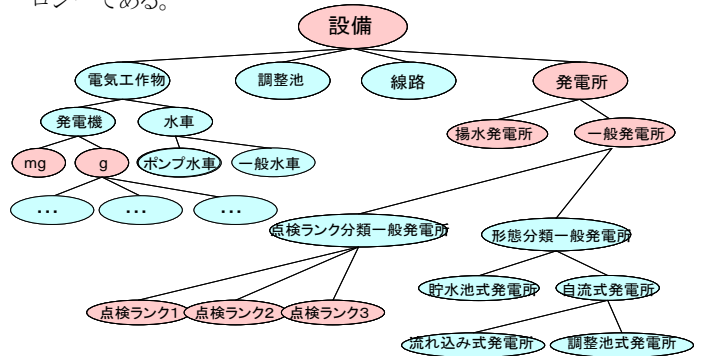 ロジーである。
設備
電気工作物
調整池
線路
発電所
発電機
水車
揚水発電所
一般発電所
mg
g
ポンプ水車
一般水車
...
...
...
点検ランク分類一般発電所
形態分類一般発電所
貯水池式発電所
自流式発電所
点検ランク1
点検ランク2
点検ランク3
流れ込み式発電所
調整池式発電所